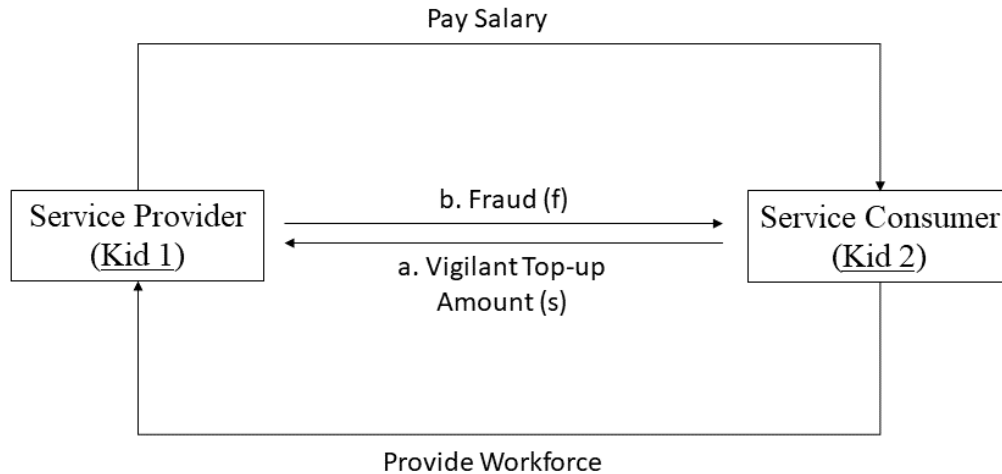 Pay Salary
Service Provider
(Kid 1)
b. Fraud (f)
a. Vigilant Top-up
Amount (s)
Service Consumer
(Kid 2)
Provide Workforce